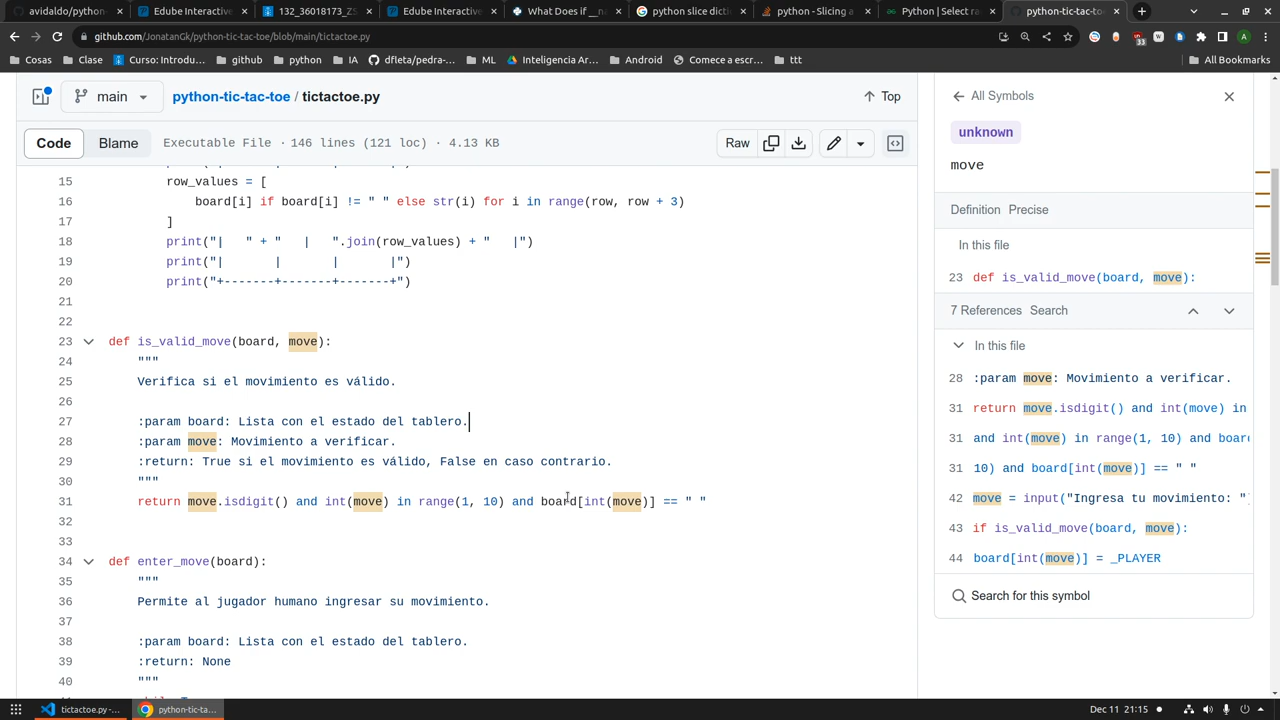 avidaldo/python-
Edube Interactive
132_36018173_ZS
Edube Interactive
What Does if __na
python slice dicti
python - Slicing a
Python | Select ra
python-tic-tac-to
github.com/JonatanGk/python-tic-tac-toe/blob/main/tictactoe.py
33
A
Cosas
Clase
Curso: Introdu...
github
python
IA
dfleta/pedra-...
ML
Inteligencia Ar...
Android
Comece a escr...
ttt
All Bookmarks
main
python-tic-tac-toe / tictactoe.py
Top
Code
Blame
Executable File · 146 lines (121 loc) · 4.13 KB
Raw
15 row_values = [
16 board[i] if board[i] != " " else str(i) for i in range(row, row + 3)
17 ]
18 print("|   " + "   |   ".join(row_values) + "   |")
19 print("|       |       |       |")
20 print("+-------+-------+-------+")
21
22
23 def is_valid_move(board, move):
24 """
25 Verifica si el movimiento es válido.
26
27 :param board: Lista con el estado del tablero.
28 :param move: Movimiento a verificar.
29 :return: True si el movimiento es válido, False en caso contrario.
30 """
31 return move.isdigit() and int(move) in range(1, 10) and board[int(move)] == " "
32
33
34 def enter_move(board):
35 """
36 Permite al jugador humano ingresar su movimiento.
37
38 :param board: Lista con el estado del tablero.
39 :return: None
40 """
All Symbols
unknown
move
Definition Precise
In this file
23 def is_valid_move(board, move):
7 References Search
In this file
28 :param move: Movimiento a verificar.
31 return move.isdigit() and int(move) in
31 and int(move) in range(1, 10) and board
31 10) and board[int(move)] == " "
42 move = input("Ingresa tu movimiento: ")
43 if is_valid_move(board, move):
44 board[int(move)] = _PLAYER
Search for this symbol
tictactoe.py -...
python-tic-ta...
Dec 11 21:15